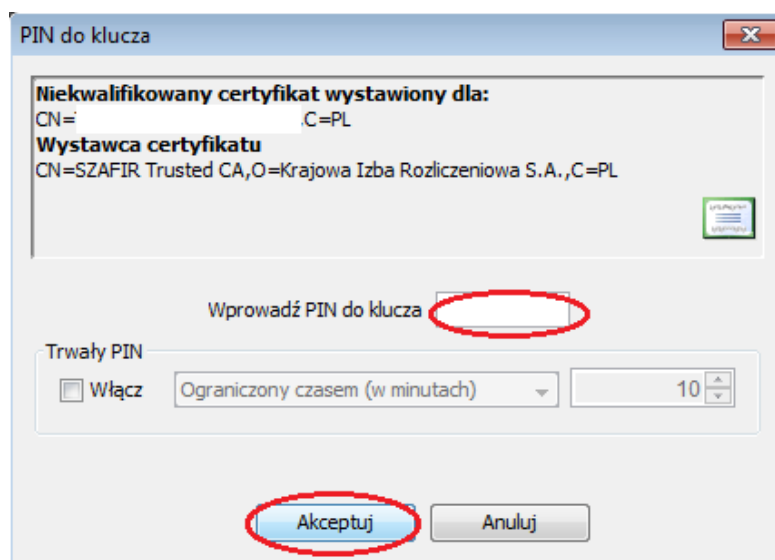 PIN do klucza
Niekwalifikowany certyfikat wystawiony dla:
CN= ,C=PL
Wystawca certyfikatu
CN=SZAFIR Trusted CA,O=Krajowa Izba Rozliczeniowa S.A.,C=PL
Wprowadź PIN do klucza
Trwały PIN
Włącz Ograniczony czasem (w minutach) 10
Akceptuj Anuluj